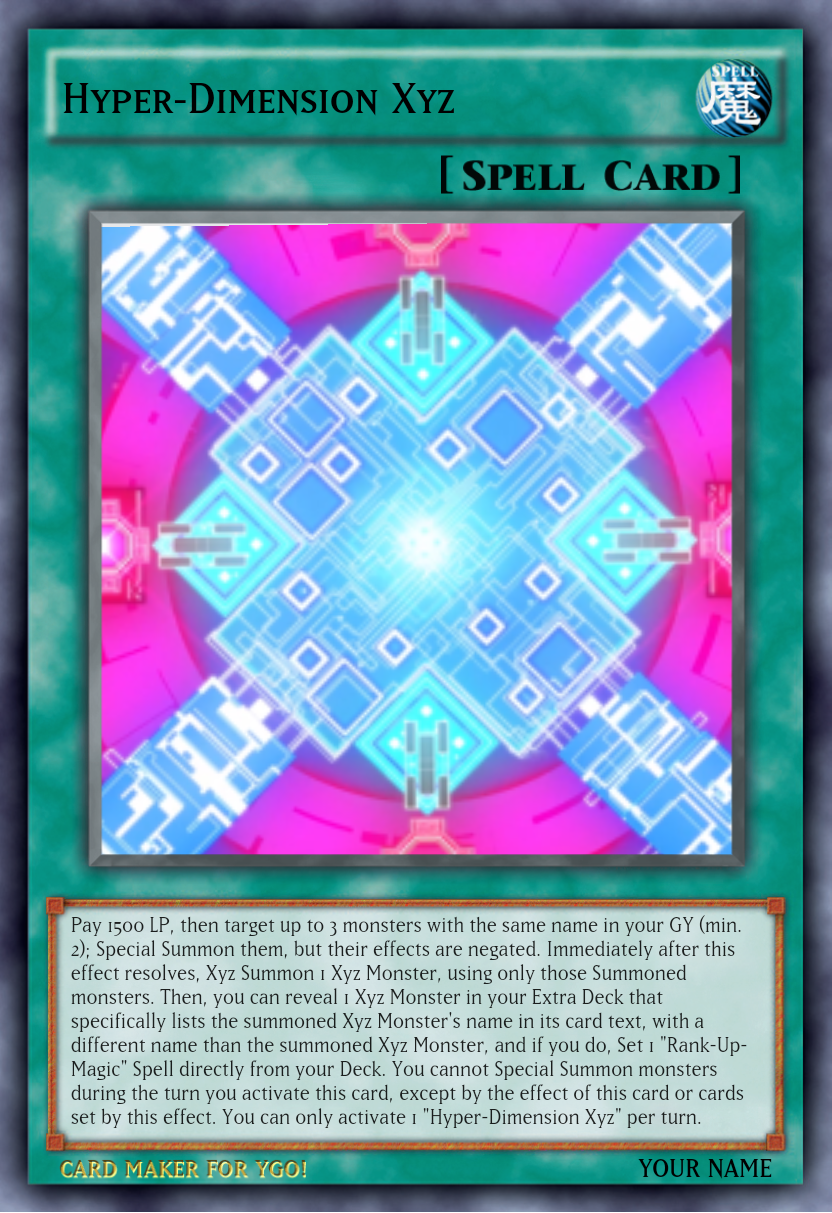 Hyper-Dimension Xyz
SPELL
魔
[ Spell Card ]
Pay 1500 LP, then target up to 3 monsters with the same name in your GY (min.
2); Special Summon them, but their effects are negated. Immediately after this
effect resolves, Xyz Summon 1 Xyz Monster, using only those Summoned
monsters. Then, you can reveal 1 Xyz Monster in your Extra Deck that
specifically lists the summoned Xyz Monster's name in its card text, with a
different name than the summoned Xyz Monster, and if you do, Set 1 "Rank-Up-
Magic" Spell directly from your Deck. You cannot Special Summon monsters
during the turn you activate this card, except by the effect of this card or cards
set by this effect. You can only activate 1 "Hyper-Dimension Xyz" per turn.
CARD MAKER FOR YGO! YOUR NAME